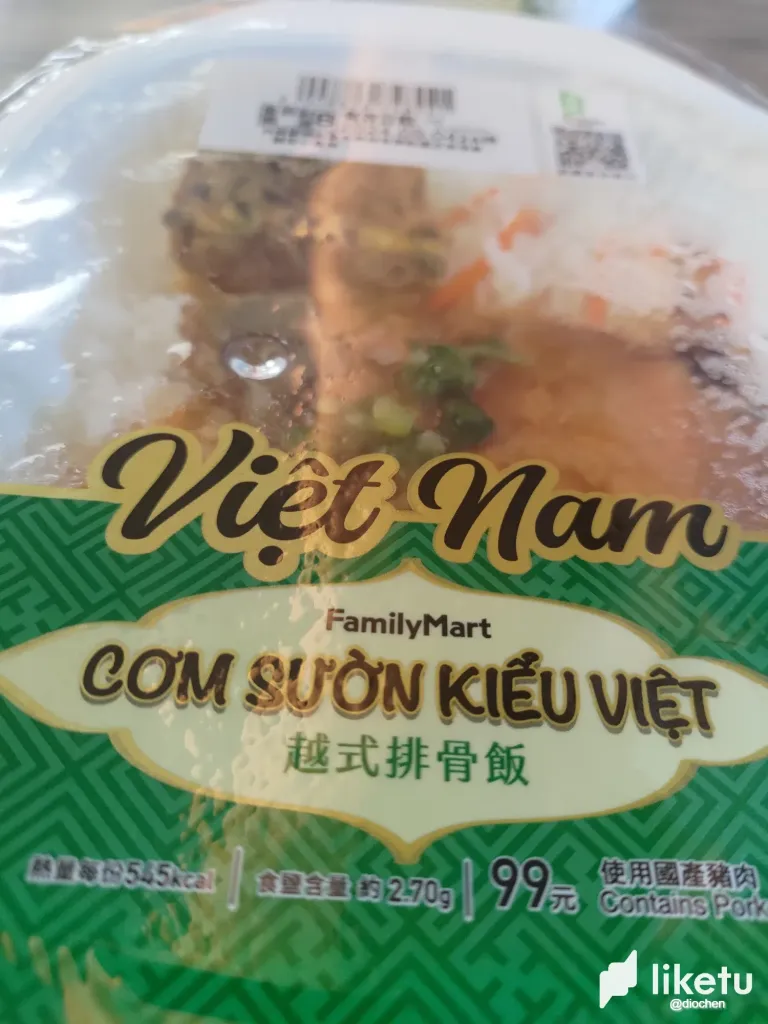 Việt Nam
FamilyMart
CƠM SƯỜN KIỂU VIỆT
越式排骨飯
熱量每份545kcal | 食鹽含量 約 2.70g | 99元 使用國產豬肉
Contains Pork
liketu
@diochen